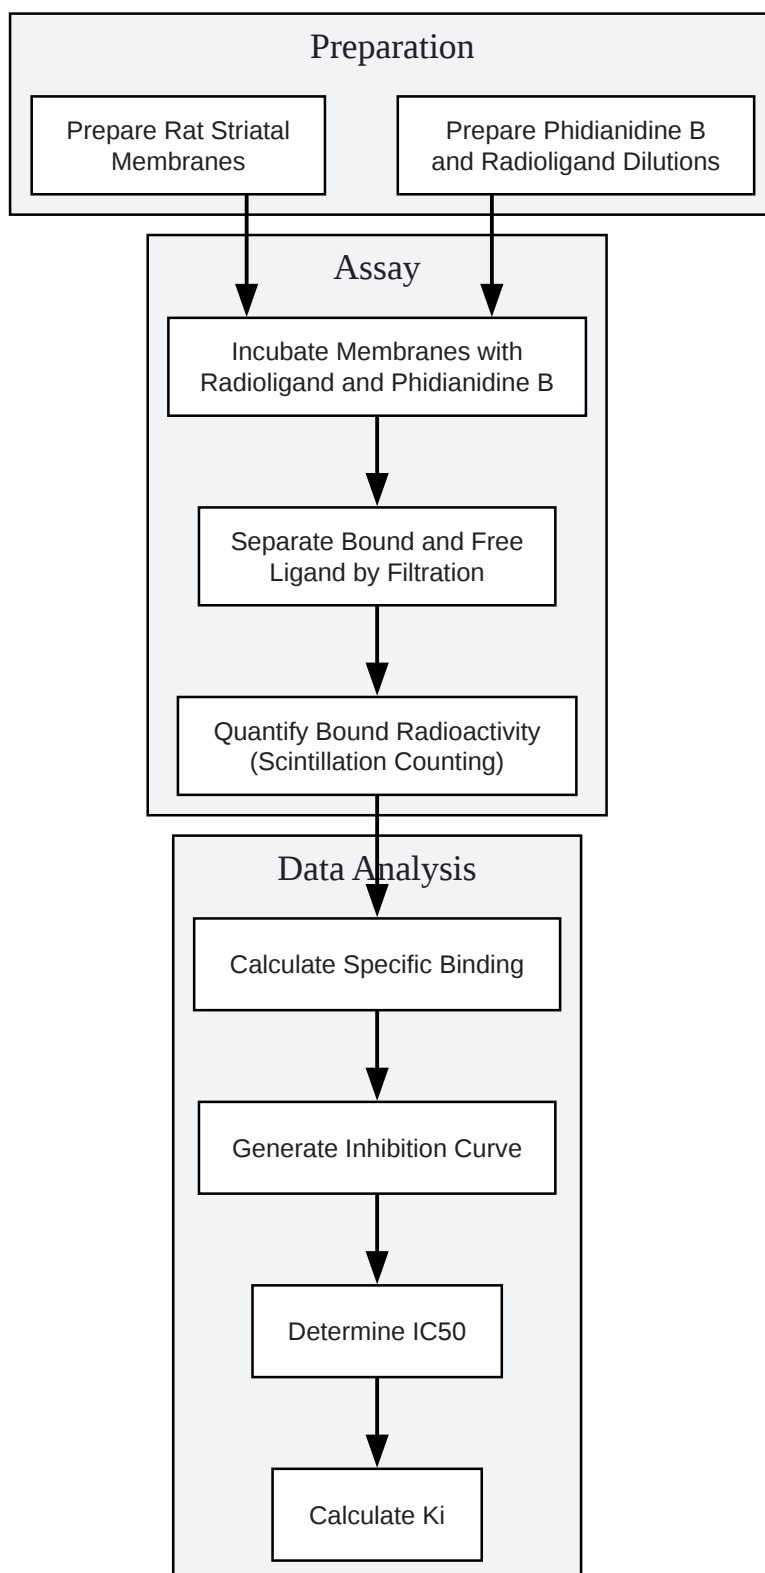 Preparation
Prepare Rat Striatal
Membranes
Prepare Phidianidine B
and Radioligand Dilutions
Assay
Incubate Membranes with
Radioligand and Phidianidine B
Separate Bound and Free
Ligand by Filtration
Quantify Bound Radioactivity
(Scintillation Counting)
Data Analysis
Calculate Specific Binding
Generate Inhibition Curve
Determine IC50
Calculate Ki